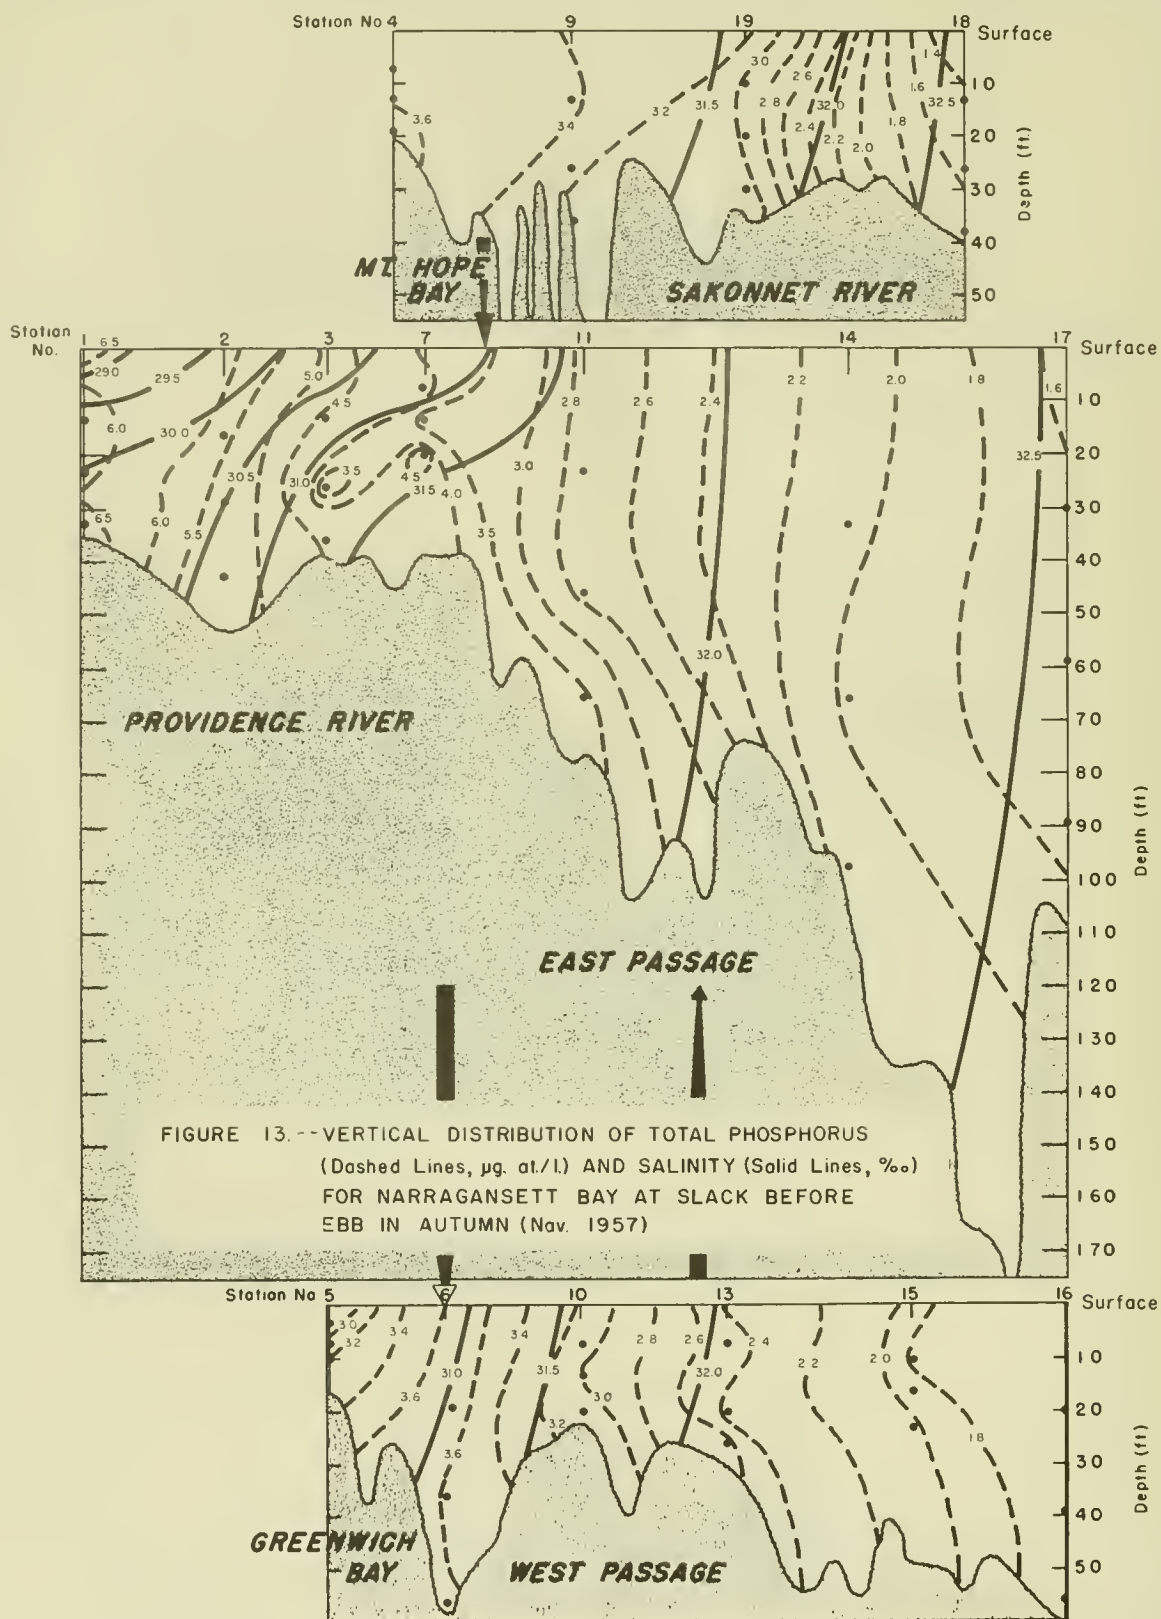 Station No 4 9 19 18 Surface
3.6 34 3.2 31.5 3.0 2.8 2.6 2.4 32.0 2.2 2.0 1.8 1.6 1.4 32.5
10
20
30
40
50
Depth (ft.)
MT. HOPE
BAY
SAKONNET RIVER
Station
No.
1 2 3 7 11 14 17 Surface
65 29.0 29.5 5.0 4.5 2.8 2.6 2.4 2.2 2.0 1.8 1.6
6.0 30.0 30.5 31.0 3.5 4.5 31.5 4.0 3.0 32.5
65 6.0 5.5 3.5
32.0
10
20
30
40
50
60
70
80
90
100
110
120
130
140
150
160
170
Depth (ft)
PROVIDENCE RIVER
EAST PASSAGE
FIGURE 13.--VERTICAL DISTRIBUTION OF TOTAL PHOSPHORUS
(Dashed Lines, µg. at./l.) AND SALINITY (Solid Lines, ‰)
FOR NARRAGANSETT BAY AT SLACK BEFORE
EBB IN AUTUMN (Nav. 1957)
Station Na 5 6 10 13 15 16 Surface
3.0 3.2 3.4 3.6 31.0 3.6 3.4 31.5 3.2 3.0 2.8 2.6 32.0 2.4 2.2 2.0 1.8
10
20
30
40
50
Depth (ft)
GREENWICH
BAY
WEST PASSAGE